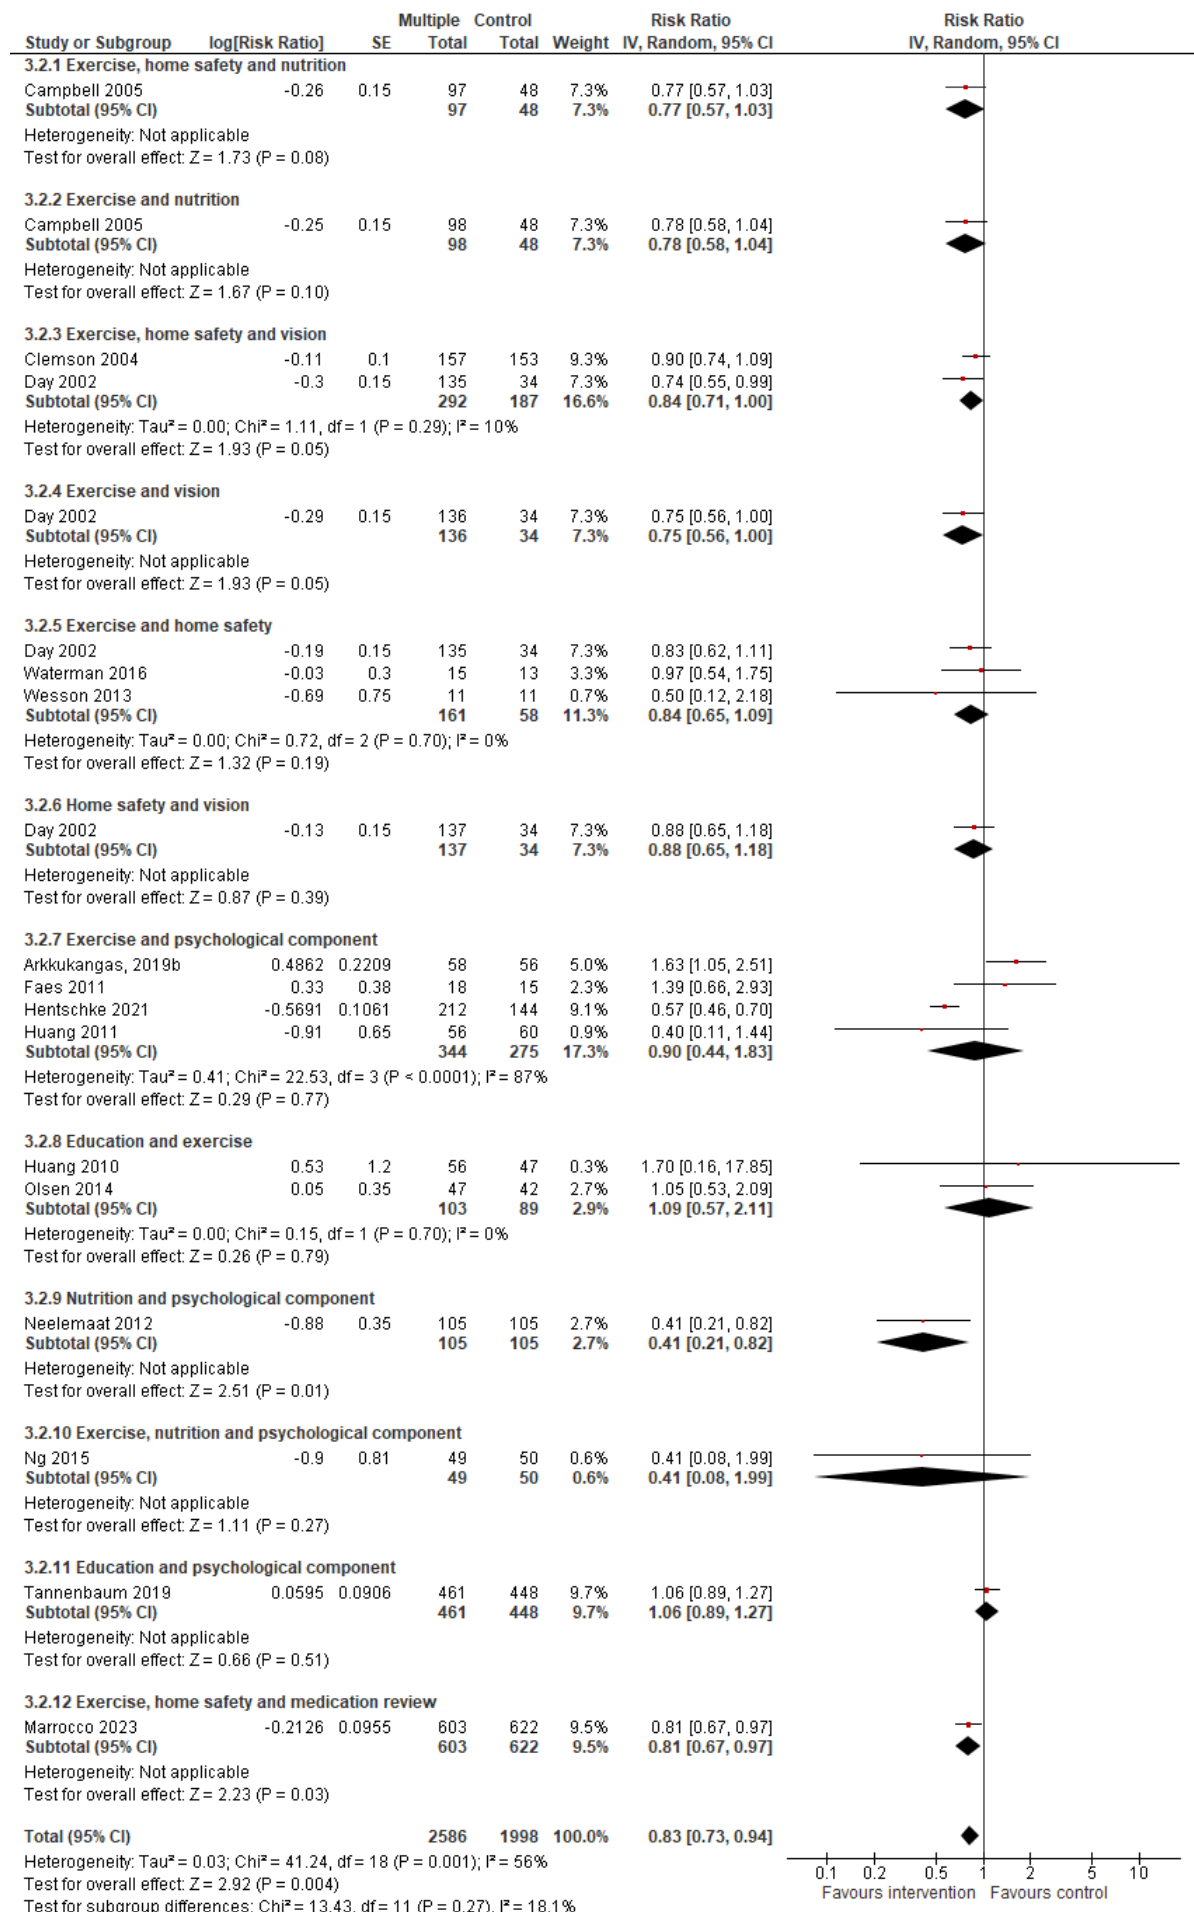 Multiple Control Risk Ratio Risk Ratio
Study or Subgroup log[Risk Ratio] SE Total Total Weight IV, Random, 95% CI IV, Random, 95% CI
3.2.1 Exercise, home safety and nutrition
Campbell 2005 -0.26 0.15 97 48 7.3% 0.77 [0.57, 1.03]
Subtotal (95% CI) 97 48 7.3% 0.77 [0.57, 1.03]
Heterogeneity: Not applicable
Test for overall effect: Z = 1.73 (P = 0.08)
3.2.2 Exercise and nutrition
Campbell 2005 -0.25 0.15 98 48 7.3% 0.78 [0.58, 1.04]
Subtotal (95% CI) 98 48 7.3% 0.78 [0.58, 1.04]
Heterogeneity: Not applicable
Test for overall effect: Z = 1.67 (P = 0.10)
3.2.3 Exercise, home safety and vision
Clemson 2004 -0.11 0.1 157 153 9.3% 0.90 [0.74, 1.09]
Day 2002 -0.3 0.15 135 34 7.3% 0.74 [0.55, 0.99]
Subtotal (95% CI) 292 187 16.6% 0.84 [0.71, 1.00]
Heterogeneity: Tau² = 0.00; Chi² = 1.11, df = 1 (P = 0.29); I² = 10%
Test for overall effect: Z = 1.93 (P = 0.05)
3.2.4 Exercise and vision
Day 2002 -0.29 0.15 136 34 7.3% 0.75 [0.56, 1.00]
Subtotal (95% CI) 136 34 7.3% 0.75 [0.56, 1.00]
Heterogeneity: Not applicable
Test for overall effect: Z = 1.93 (P = 0.05)
3.2.5 Exercise and home safety
Day 2002 -0.19 0.15 135 34 7.3% 0.83 [0.62, 1.11]
Waterman 2016 -0.03 0.3 15 13 3.3% 0.97 [0.54, 1.75]
Wesson 2013 -0.69 0.75 11 11 0.7% 0.50 [0.12, 2.18]
Subtotal (95% CI) 161 58 11.3% 0.84 [0.65, 1.09]
Heterogeneity: Tau² = 0.00; Chi² = 0.72, df = 2 (P = 0.70); I² = 0%
Test for overall effect: Z = 1.32 (P = 0.19)
3.2.6 Home safety and vision
Day 2002 -0.13 0.15 137 34 7.3% 0.88 [0.65, 1.18]
Subtotal (95% CI) 137 34 7.3% 0.88 [0.65, 1.18]
Heterogeneity: Not applicable
Test for overall effect: Z = 0.87 (P = 0.39)
3.2.7 Exercise and psychological component
Arkkukangas, 2019b 0.4862 0.2209 58 56 5.0% 1.63 [1.05, 2.51]
Faes 2011 0.33 0.38 18 15 2.3% 1.39 [0.66, 2.93]
Hentschke 2021 -0.5691 0.1061 212 144 9.1% 0.57 [0.46, 0.70]
Huang 2011 -0.91 0.65 56 60 0.9% 0.40 [0.11, 1.44]
Subtotal (95% CI) 344 275 17.3% 0.90 [0.44, 1.83]
Heterogeneity: Tau² = 0.41; Chi² = 22.53, df = 3 (P < 0.0001); I² = 87%
Test for overall effect: Z = 0.29 (P = 0.77)
3.2.8 Education and exercise
Huang 2010 0.53 1.2 56 47 0.3% 1.70 [0.16, 17.85]
Olsen 2014 0.05 0.35 47 42 2.7% 1.05 [0.53, 2.09]
Subtotal (95% CI) 103 89 2.9% 1.09 [0.57, 2.11]
Heterogeneity: Tau² = 0.00; Chi² = 0.15, df = 1 (P = 0.70); I² = 0%
Test for overall effect: Z = 0.26 (P = 0.79)
3.2.9 Nutrition and psychological component
Neelemaat 2012 -0.88 0.35 105 105 2.7% 0.41 [0.21, 0.82]
Subtotal (95% CI) 105 105 2.7% 0.41 [0.21, 0.82]
Heterogeneity: Not applicable
Test for overall effect: Z = 2.51 (P = 0.01)
3.2.10 Exercise, nutrition and psychological component
Ng 2015 -0.9 0.81 49 50 0.6% 0.41 [0.08, 1.99]
Subtotal (95% CI) 49 50 0.6% 0.41 [0.08, 1.99]
Heterogeneity: Not applicable
Test for overall effect: Z = 1.11 (P = 0.27)
3.2.11 Education and psychological component
Tannenbaum 2019 0.0595 0.0906 461 448 9.7% 1.06 [0.89, 1.27]
Subtotal (95% CI) 461 448 9.7% 1.06 [0.89, 1.27]
Heterogeneity: Not applicable
Test for overall effect: Z = 0.66 (P = 0.51)
3.2.12 Exercise, home safety and medication review
Marrocco 2023 -0.2126 0.0955 603 622 9.5% 0.81 [0.67, 0.97]
Subtotal (95% CI) 603 622 9.5% 0.81 [0.67, 0.97]
Heterogeneity: Not applicable
Test for overall effect: Z = 2.23 (P = 0.03)
Total (95% CI) 2586 1998 100.0% 0.83 [0.73, 0.94]
Heterogeneity: Tau² = 0.03; Chi² = 41.24, df = 18 (P = 0.001); I² = 56%
Test for overall effect: Z = 2.92 (P = 0.004)
Test for subgroup differences: Chi² = 13.43, df = 11 (P = 0.27), I² = 18.1%
0.1 0.2 0.5 1 2 5 10
Favours intervention Favours control